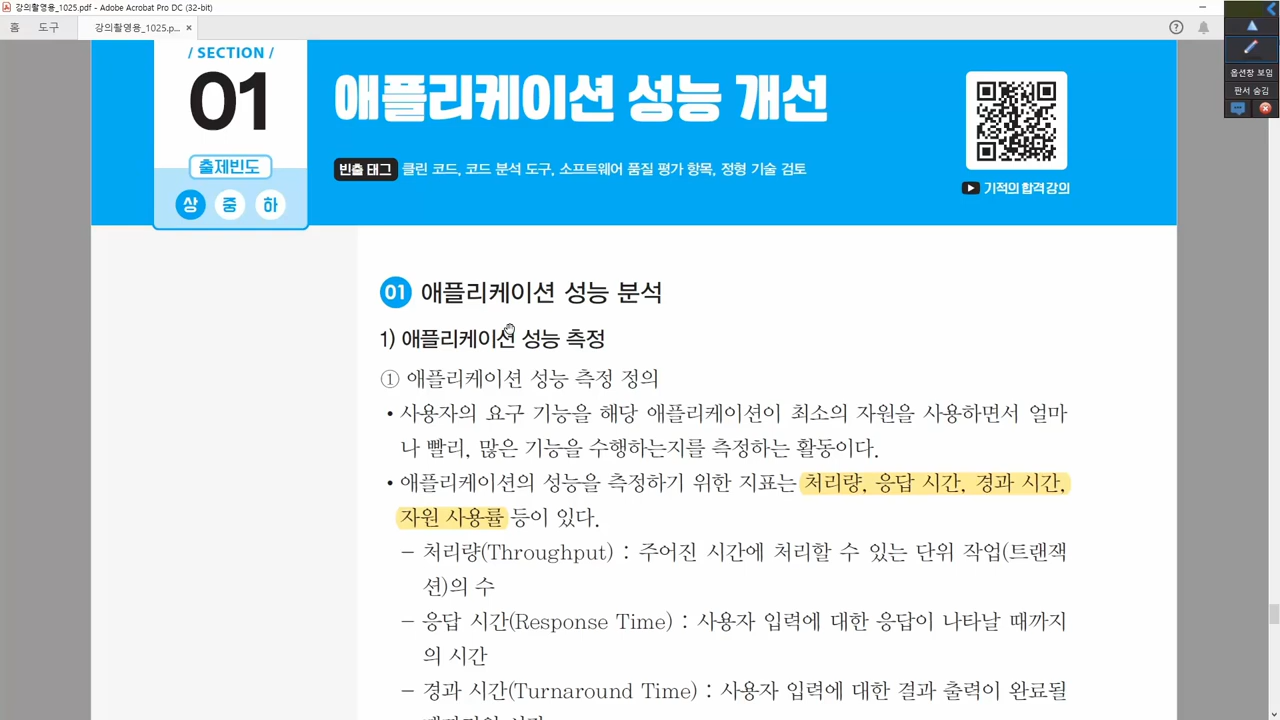 강의촬영용_1025.pdf - Adobe Acrobat Pro DC (32-bit)
홈 도구 강의촬영용_1025.p... ×
옵션창 보임
판서 숨김
/ SECTION /
01
출제빈도
상 중 하
애플리케이션 성능 개선
빈출 태그 클린 코드, 코드 분석 도구, 소프트웨어 품질 평가 항목, 정형 기술 검토
기적의 합격 강의
01 애플리케이션 성능 분석
1) 애플리케이션 성능 측정
① 애플리케이션 성능 측정 정의
• 사용자의 요구 기능을 해당 애플리케이션이 최소의 자원을 사용하면서 얼마
나 빨리, 많은 기능을 수행하는지를 측정하는 활동이다.
• 애플리케이션의 성능을 측정하기 위한 지표는 처리량, 응답 시간, 경과 시간,
자원 사용률 등이 있다.
– 처리량(Throughput) : 주어진 시간에 처리할 수 있는 단위 작업(트랜잭
션)의 수
– 응답 시간(Response Time) : 사용자 입력에 대한 응답이 나타날 때까지
의 시간
– 경과 시간(Turnaround Time) : 사용자 입력에 대한 결과 출력이 완료될